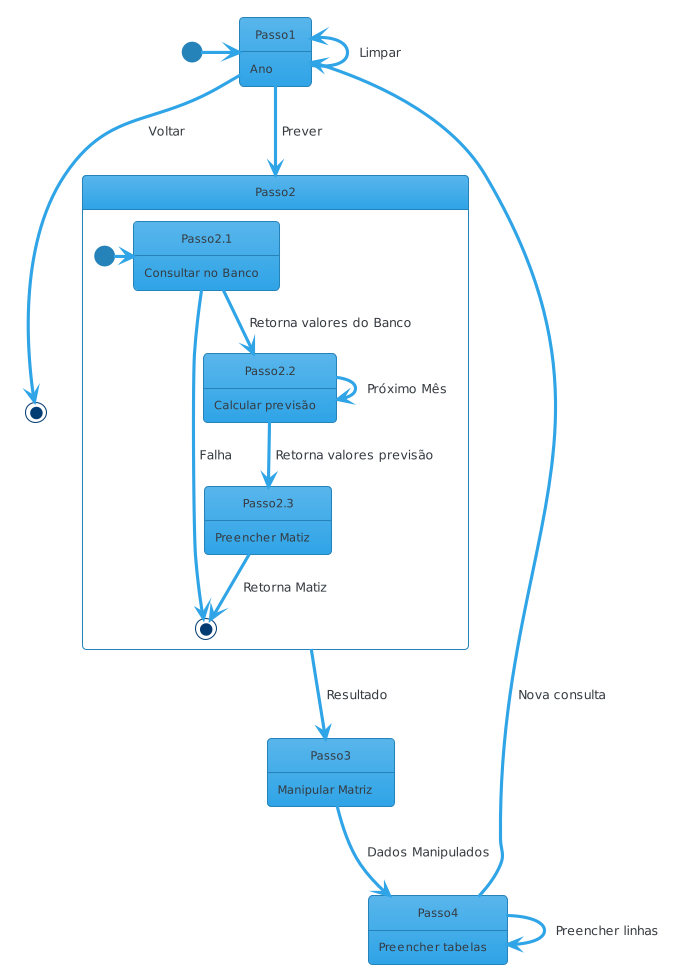 Passo1
Ano
Limpar
Voltar
Prever
Passo2
Passo2.1
Consultar no Banco
Retorna valores do Banco
Passo2.2
Calcular previsão
Próximo Mês
Falha
Retorna valores previsão
Passo2.3
Preencher Matiz
Retorna Matiz
Resultado
Nova consulta
Passo3
Manipular Matriz
Dados Manipulados
Passo4
Preencher tabelas
Preencher linhas